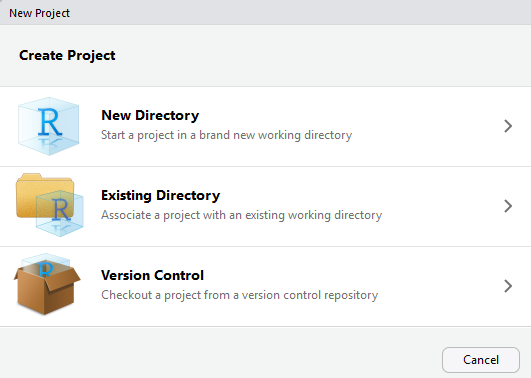 New Project
Create Project
R
New Directory
Start a project in a brand new working directory
R
Existing Directory
Associate a project with an existing working directory
Version Control
Checkout a project from a version control repository
Cancel